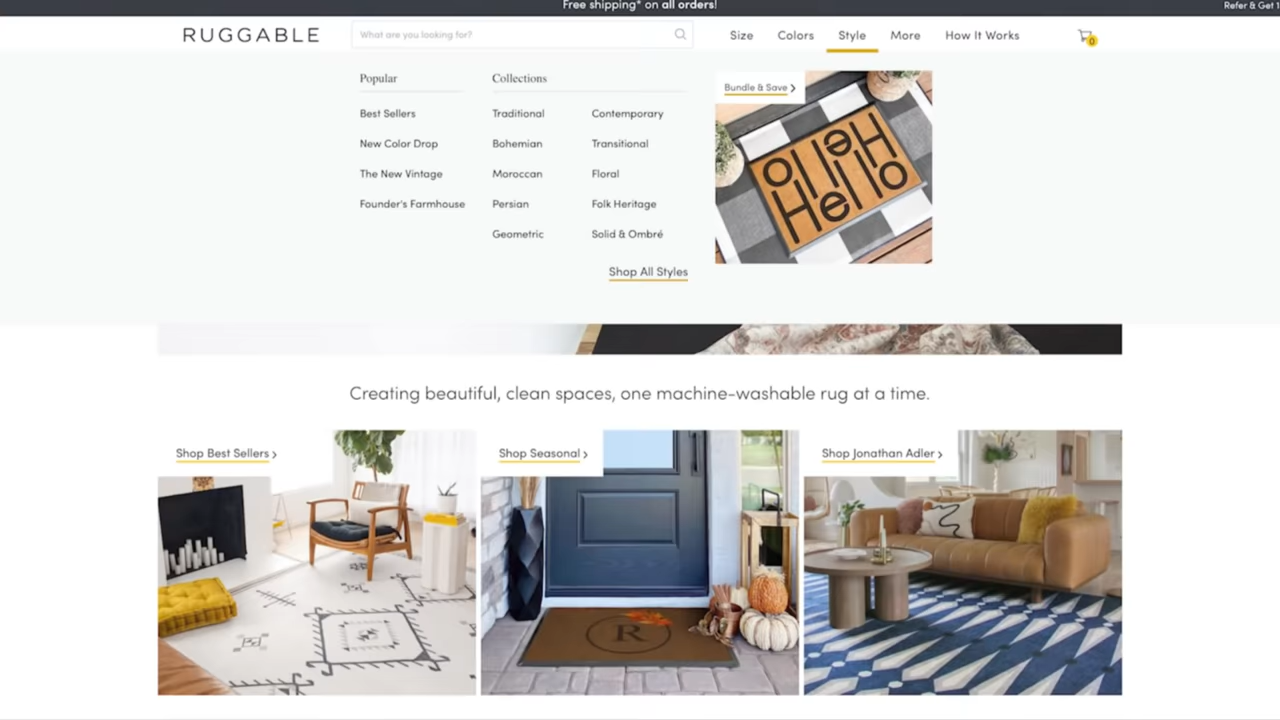 Free shipping* on all orders!
Refer & Get 1
RUGGABLE
What are you looking for?
Size
Colors
Style
More
How It Works
0
Popular
Best Sellers
New Color Drop
The New Vintage
Founder's Farmhouse
Collections
Traditional
Bohemian
Moroccan
Persian
Geometric
Contemporary
Transitional
Floral
Folk Heritage
Solid & Ombré
Shop All Styles
Bundle & Save
Hello
Hello
Creating beautiful, clean spaces, one machine-washable rug at a time.
Shop Best Sellers
Shop Seasonal
R
Shop Jonathan Adler